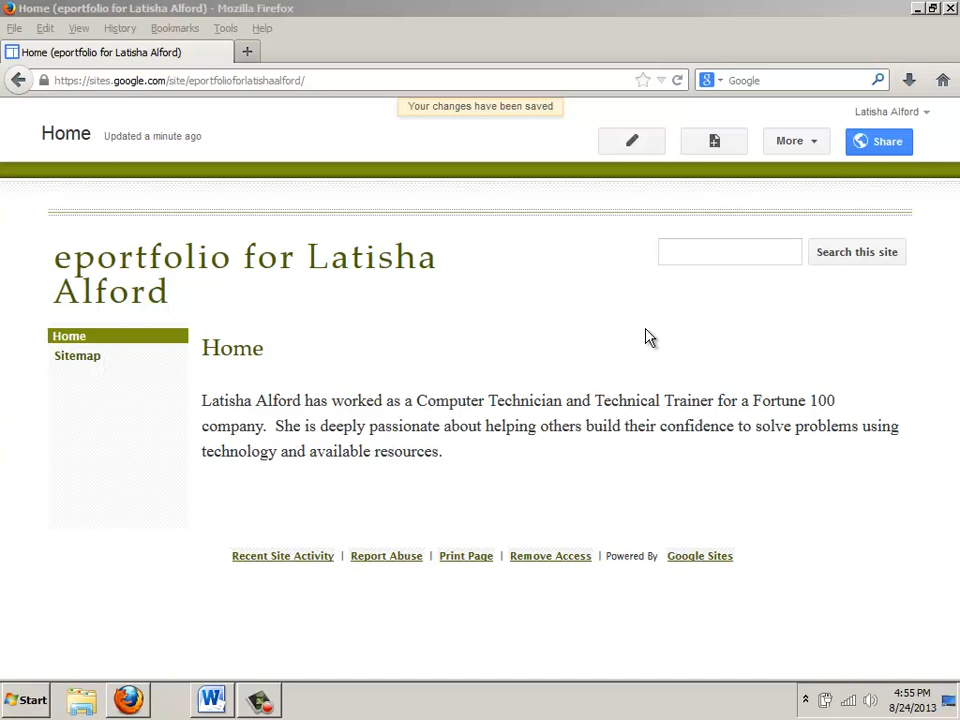 Home (eportfolio for Latisha Alford) - Mozilla Firefox
File Edit View History Bookmarks Tools Help
Home (eportfolio for Latisha Alford)
https://sites.google.com/site/eportfolioforlatishaalford/
Google
Your changes have been saved
Latisha Alford
Home Updated a minute ago
More
Share
eportfolio for Latisha
Alford
Search this site
Home
Sitemap
Home
Latisha Alford has worked as a Computer Technician and Technical Trainer for a Fortune 100
company. She is deeply passionate about helping others build their confidence to solve problems using
technology and available resources.
Recent Site Activity | Report Abuse | Print Page | Remove Access | Powered By Google Sites
Start
4:55 PM
8/24/2013